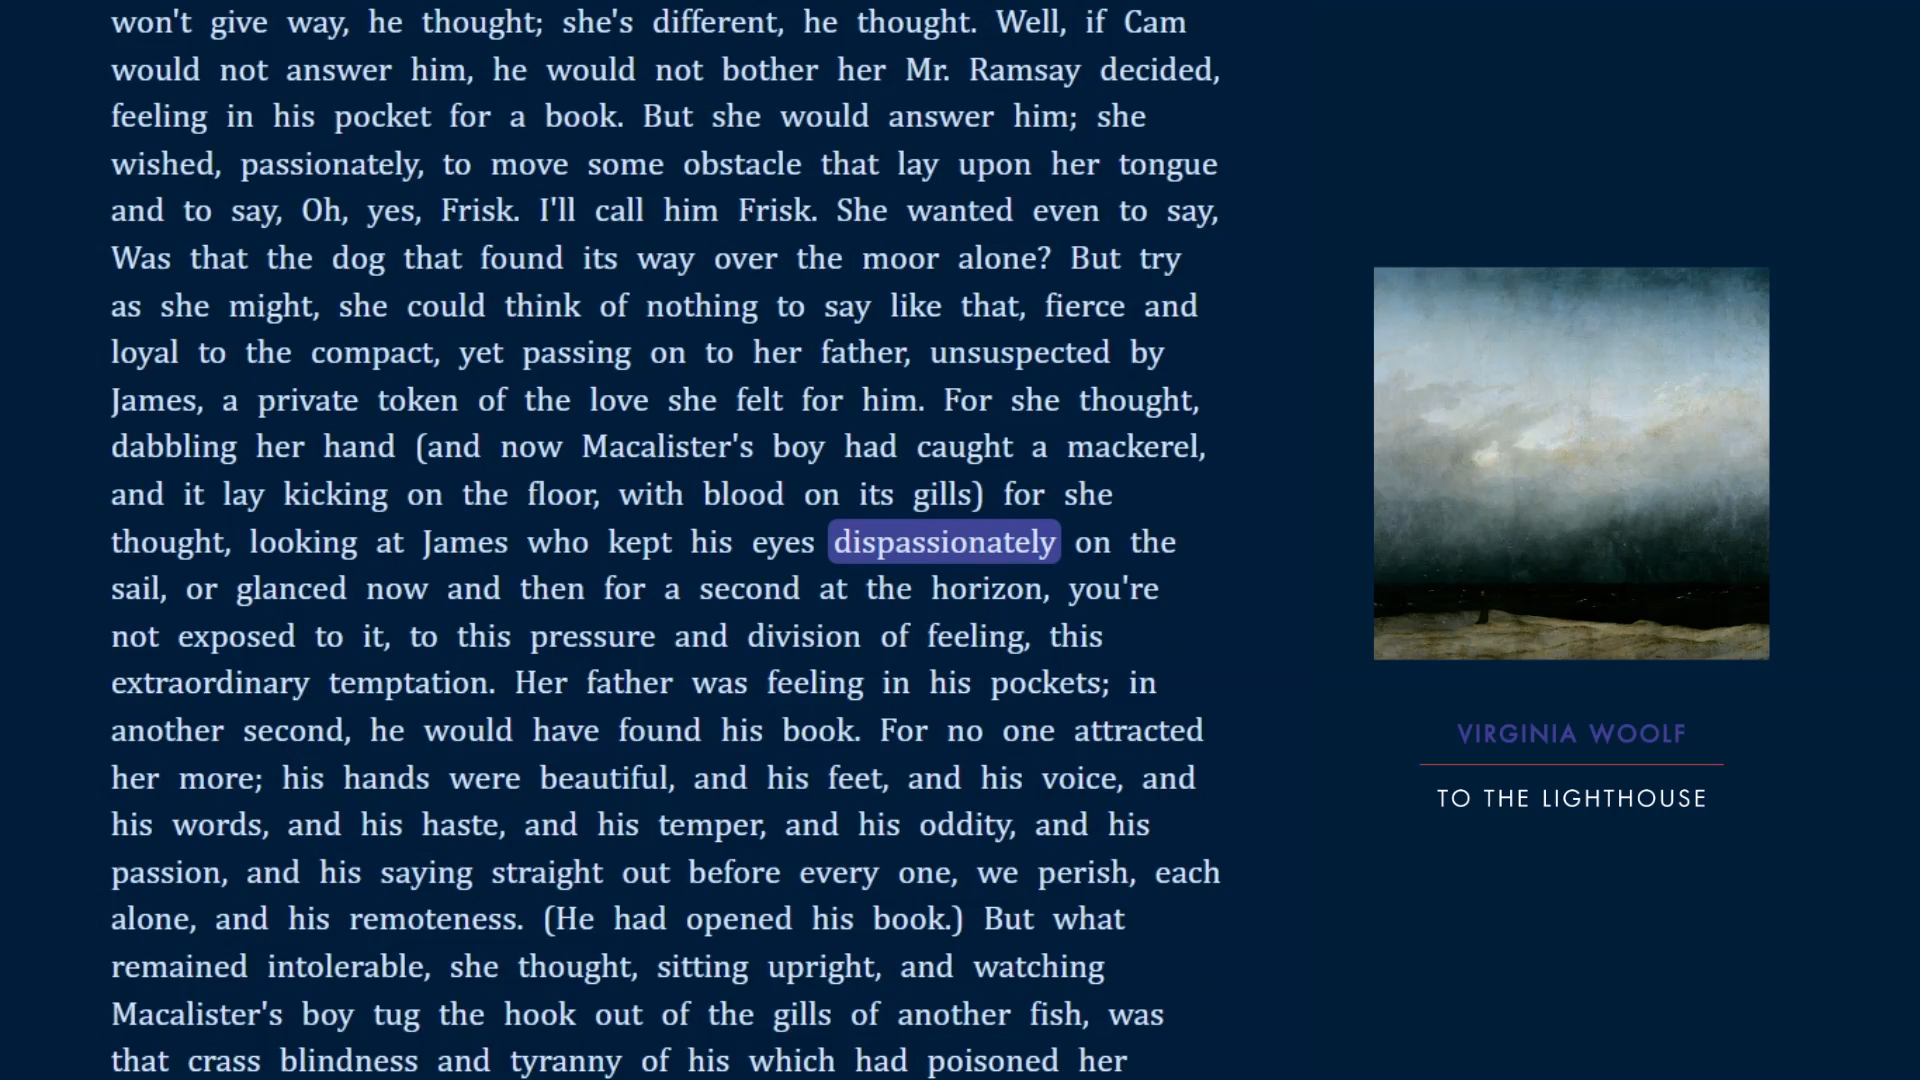 won't give way, he thought; she's different, he thought. Well, if Cam
would not answer him, he would not bother her Mr. Ramsay decided,
feeling in his pocket for a book. But she would answer him; she
wished, passionately, to move some obstacle that lay upon her tongue
and to say, Oh, yes, Frisk. I'll call him Frisk. She wanted even to say,
Was that the dog that found its way over the moor alone? But try
as she might, she could think of nothing to say like that, fierce and
loyal to the compact, yet passing on to her father, unsuspected by
James, a private token of the love she felt for him. For she thought,
dabbling her hand (and now Macalister's boy had caught a mackerel,
and it lay kicking on the floor, with blood on its gills) for she
thought, looking at James who kept his eyes dispassionately on the
sail, or glanced now and then for a second at the horizon, you're
not exposed to it, to this pressure and division of feeling, this
extraordinary temptation. Her father was feeling in his pockets; in
another second, he would have found his book. For no one attracted
her more; his hands were beautiful, and his feet, and his voice, and
his words, and his haste, and his temper, and his oddity, and his
passion, and his saying straight out before every one, we perish, each
alone, and his remoteness. (He had opened his book.) But what
remained intolerable, she thought, sitting upright, and watching
Macalister's boy tug the hook out of the gills of another fish, was
that crass blindness and tyranny of his which had poisoned her
VIRGINIA WOOLF
TO THE LIGHTHOUSE